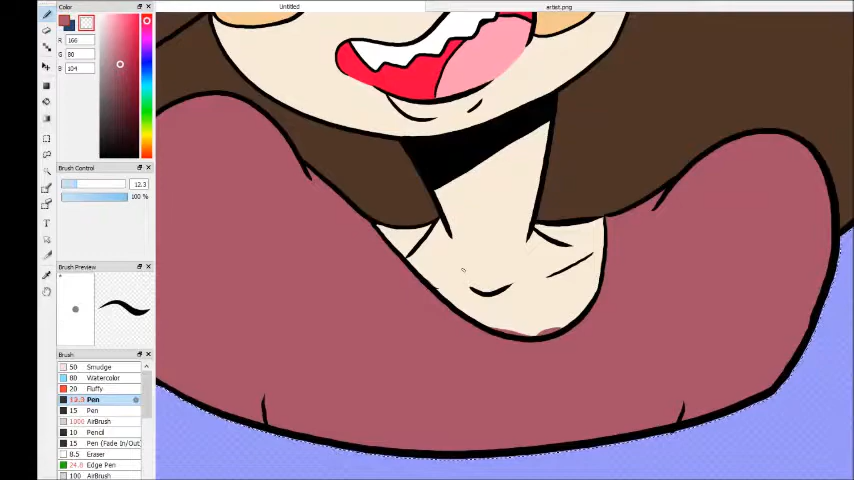 Color
Untitled
artist.png
R 166
G 80
B 104
Brush Control
12.3
100 %
Brush Preview
Brush
50 Smudge
80 Watercolor
20 Fluffy
12.3 Pen
15 Pen
1000 AirBrush
10 Pencil
15 Pen (Fade In/Out)
8.5 Eraser
24.8 Edge Pen
100 AirBrush